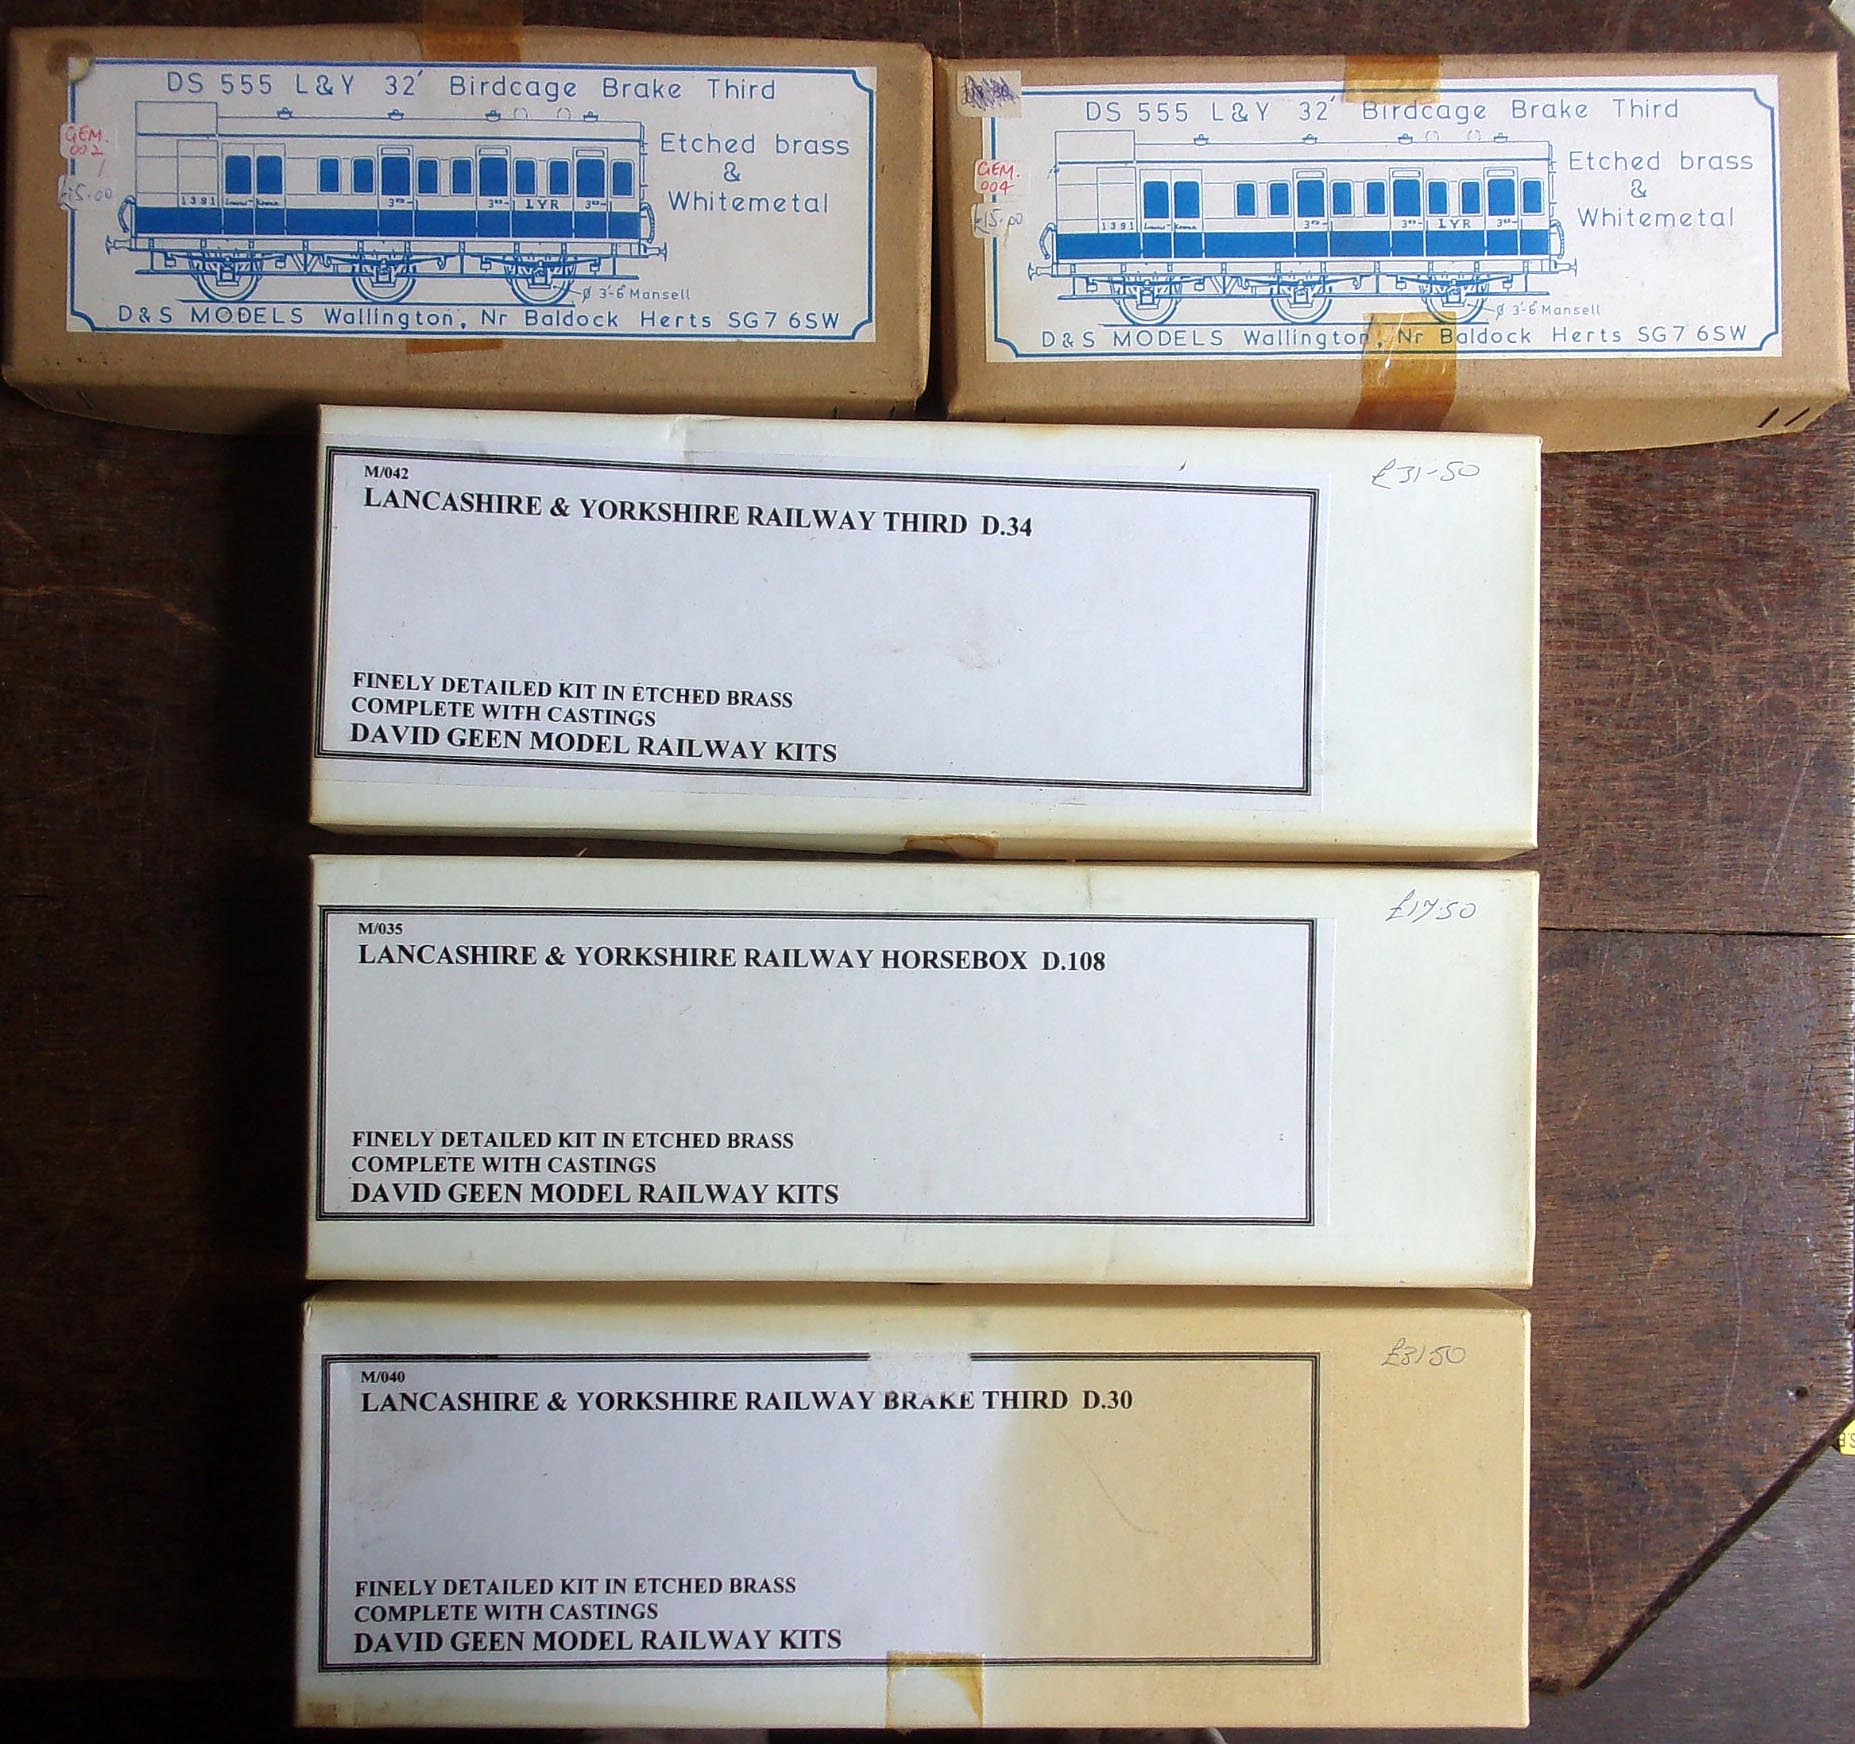 DS 555 L&Y 32' Birdcage Brake Third
Etched brass
&
Whitemetal
GEM.
002
£15.00
1391
3RD
3RD
LYR
3RD
Ø 3'-6" Mansell
D&S MODELS Wallington, Nr Baldock Herts SG7 6SW
DS 555 L&Y 32' Birdcage Brake Third
Etched brass
&
Whitemetal
GEM.
004
£15.00
1391
3RD
3RD
LYR
3RD
Ø 3'-6" Mansell
D&S MODELS Wallington, Nr Baldock Herts SG7 6SW
£31-50
M/042
LANCASHIRE & YORKSHIRE RAILWAY THIRD D.34
FINELY DETAILED KIT IN ETCHED BRASS
COMPLETE WITH CASTINGS
DAVID GEEN MODEL RAILWAY KITS
£17.50
M/035
LANCASHIRE & YORKSHIRE RAILWAY HORSEBOX D.108
FINELY DETAILED KIT IN ETCHED BRASS
COMPLETE WITH CASTINGS
DAVID GEEN MODEL RAILWAY KITS
£31.50
M/040
LANCASHIRE & YORKSHIRE RAILWAY BRAKE THIRD D.30
FINELY DETAILED KIT IN ETCHED BRASS
COMPLETE WITH CASTINGS
DAVID GEEN MODEL RAILWAY KITS